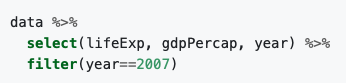 data %>%
  select(lifeExp, gdpPercap, year) %>%
  filter(year==2007)